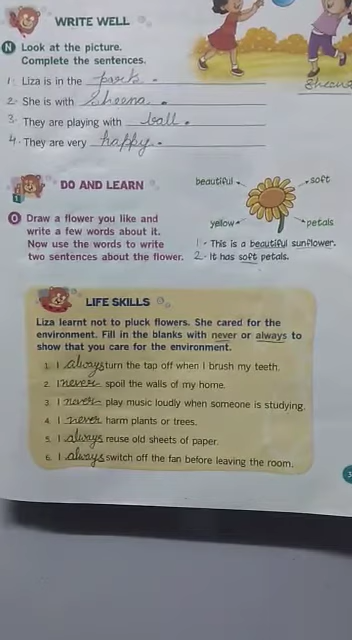 WRITE WELL
N Look at the picture.
Complete the sentences.
1. Liza is in the park.
2. She is with Sheena.
3. They are playing with ball.
4. They are very happy.
DO AND LEARN
beautiful
soft
yellow
petals
O Draw a flower you like and
write a few words about it.
Now use the words to write
two sentences about the flower.
1 - This is a beautiful sunflower.
2 - It has soft petals.
LIFE SKILLS
Liza learnt not to pluck flowers. She cared for the
environment. Fill in the blanks with never or always to
show that you care for the environment.
1. I always turn the tap off when I brush my teeth.
2. I never spoil the walls of my home.
3. I never play music loudly when someone is studying.
4. I never harm plants or trees.
5. I always reuse old sheets of paper.
6. I always switch off the fan before leaving the room.